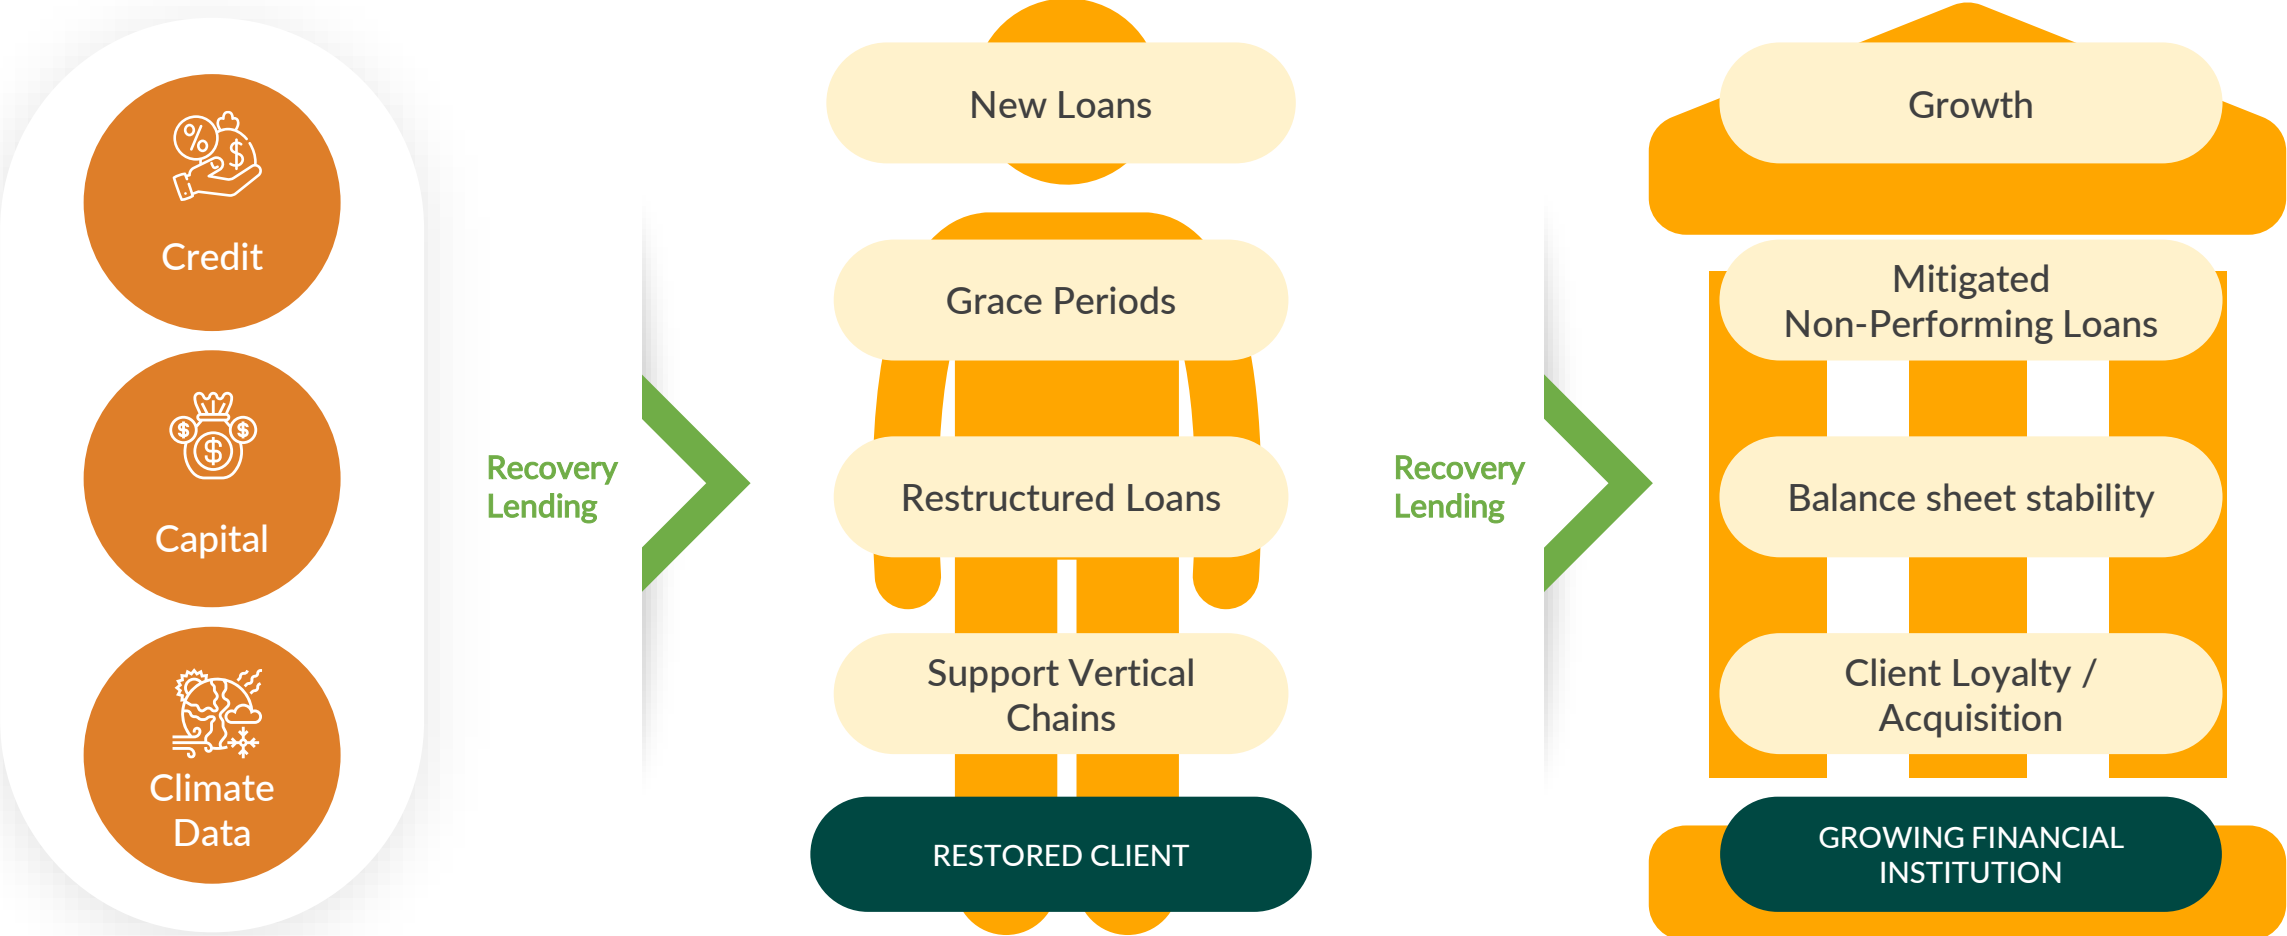 Credit
Capital
Climate
Data
Recovery
Lending
New Loans
Grace Periods
Restructured Loans
Support Vertical
Chains
RESTORED CLIENT
Recovery
Lending
Growth
Mitigated
Non-Performing Loans
Balance sheet stability
Client Loyalty /
Acquisition
GROWING FINANCIAL
INSTITUTION